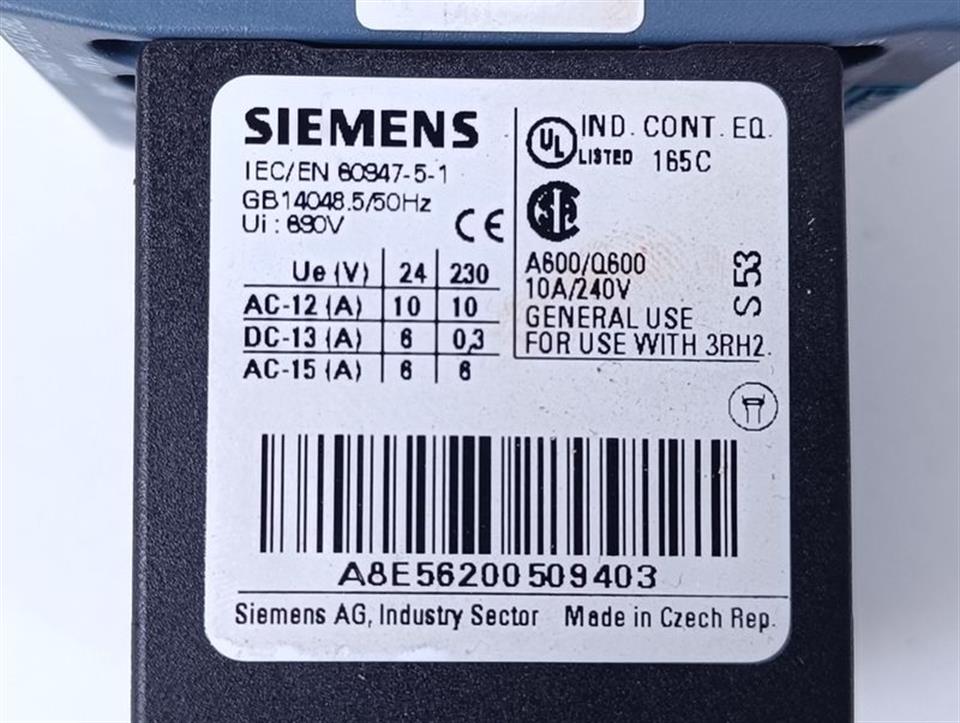 SIEMENS
IEC/EN 60947-5-1
GB14048.5/50Hz
Ui : 690V
CE
Ue (V) 24 230
AC-12 (A) 10 10
DC-13 (A) 6 0,3
AC-15 (A) 6 6
UL LISTED
IND. CONT. EQ.
165C
A600/Q600
10A/240V
GENERAL USE
FOR USE WITH 3RH2.
S 53
A8E56200509403
Siemens AG, Industry Sector Made in Czech Rep.